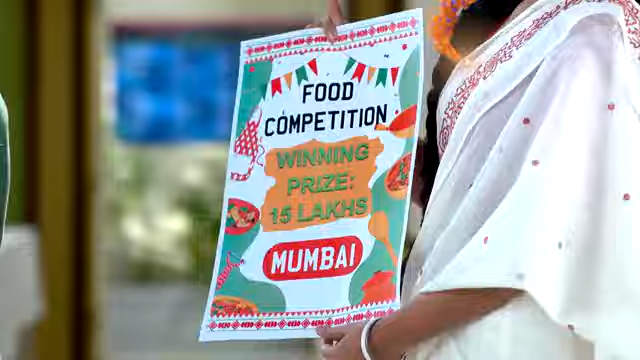 FOOD
COMPETITION
WINNING
PRIZE:
15 LAKHS
MUMBAI